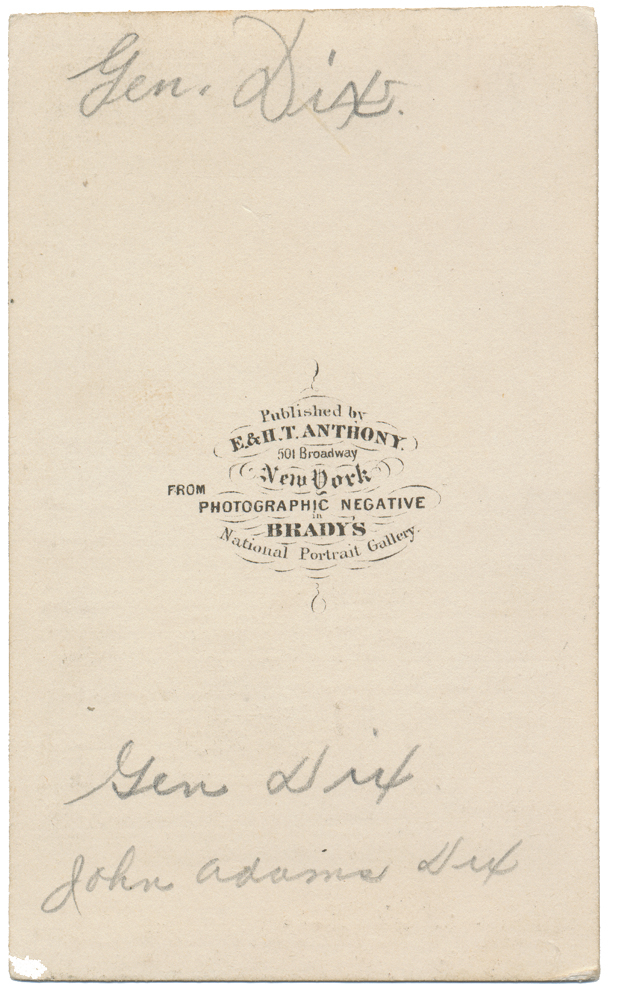 Gen. Dix.
Published by
E. & H. T. ANTHONY.
501 Broadway
New York
FROM
PHOTOGRAPHIC NEGATIVE
in
BRADY'S
National Portrait Gallery.
Gen Dix
John Adams Dix